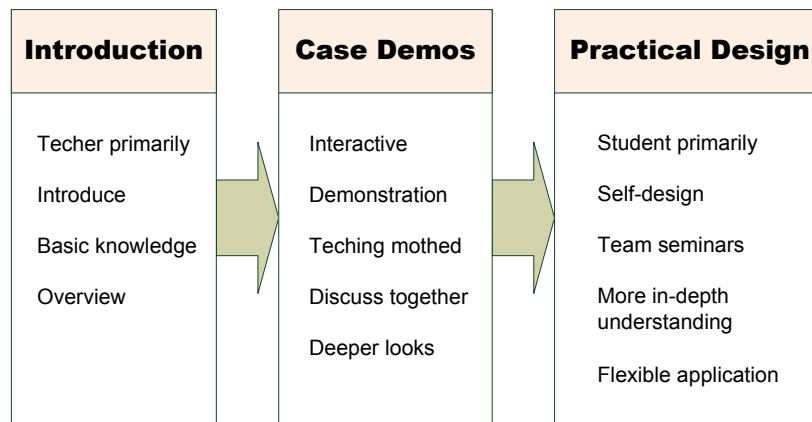 Introduction
Techer primarily
Introduce
Basic knowledge
Overview
Case Demos
Interactive
Demonstration
Teching mothed
Discuss together
Deeper looks
Practical Design
Student primarily
Self-design
Team seminars
More in-depth
understanding
Flexible application